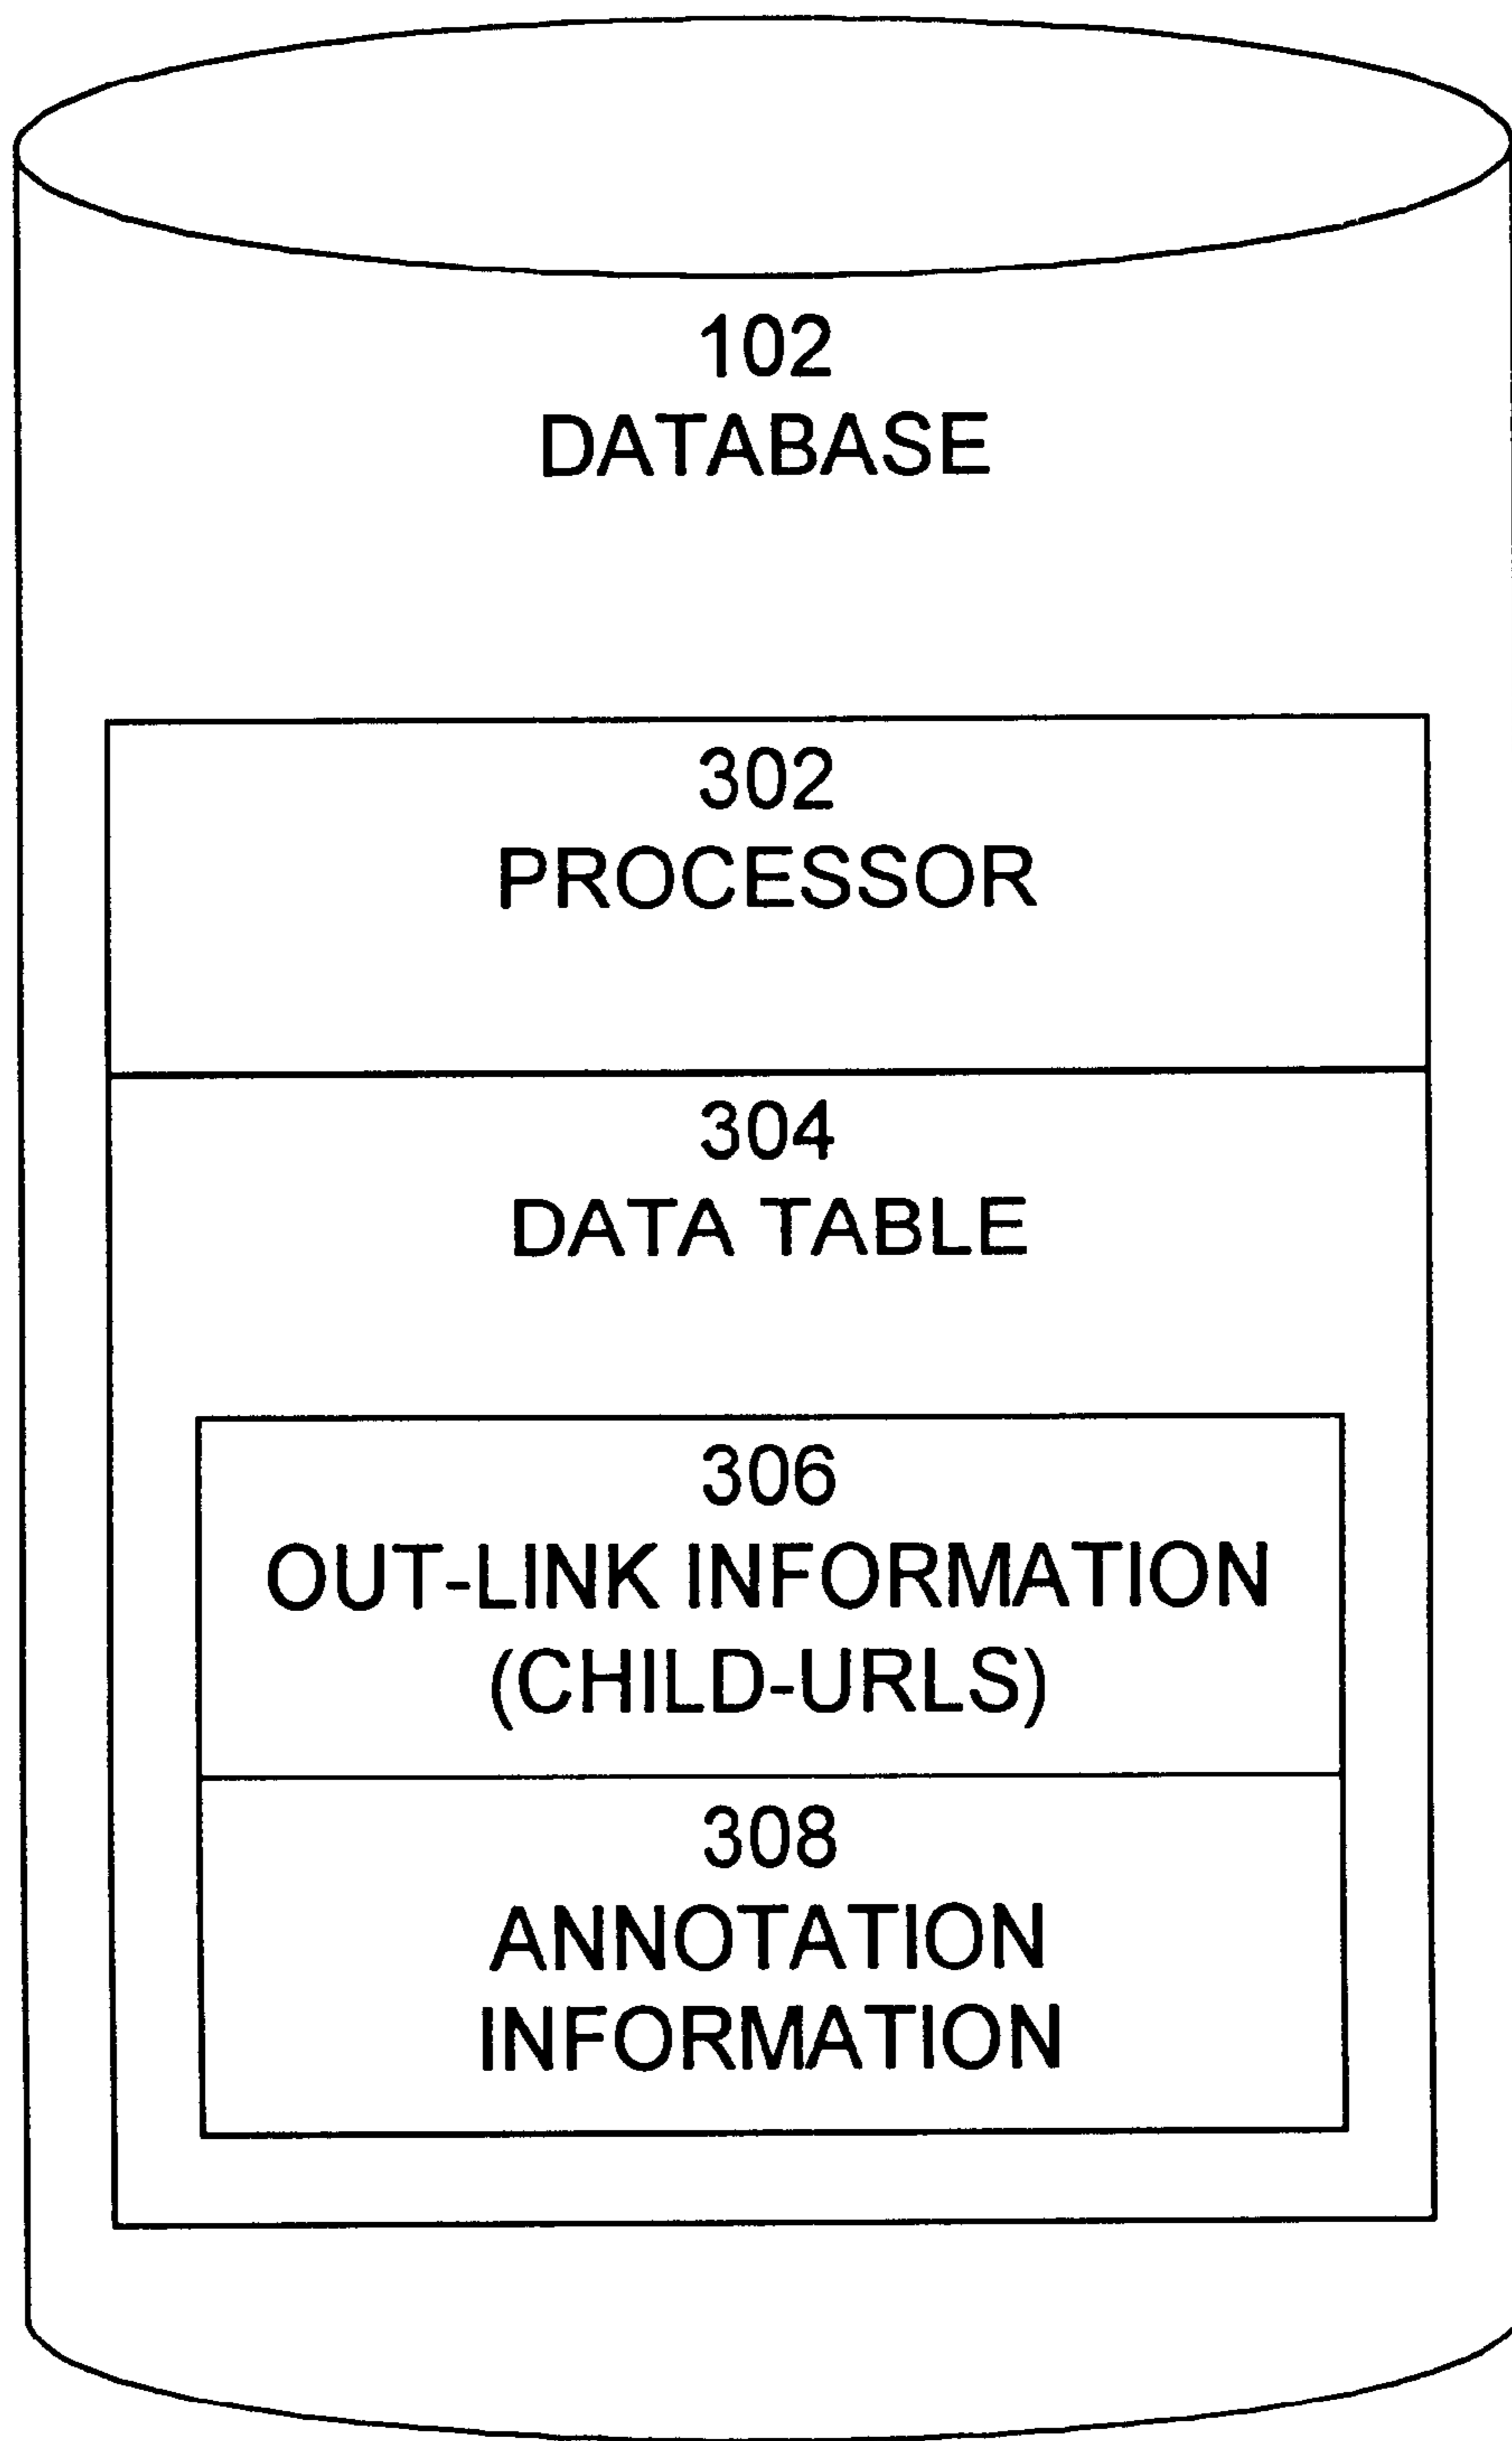 102
DATABASE
302
PROCESSOR
304
DATA TABLE
306
OUT-LINK INFORMATION
(CHILD-URLS)
308
ANNOTATION
INFORMATION